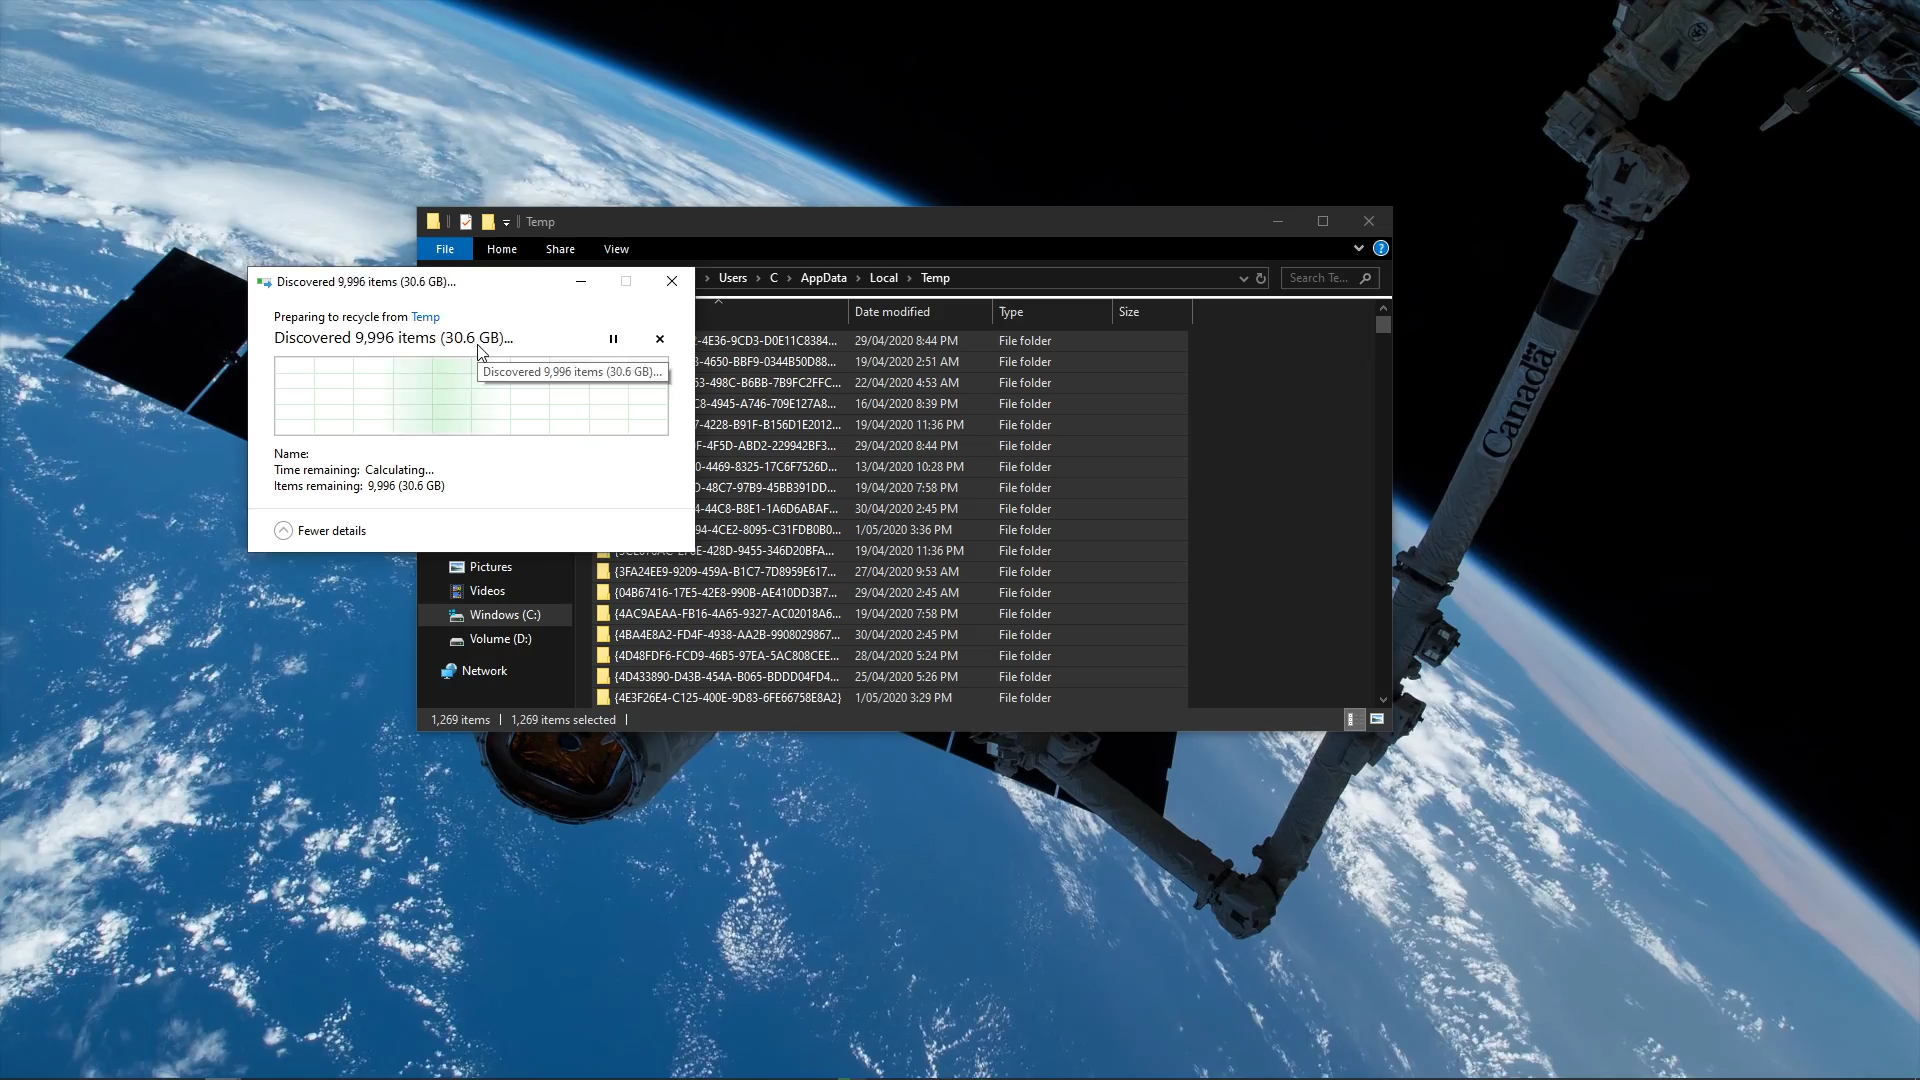 Temp
File Home Share View
Discovered 9,996 items (30.6 GB)...
Users C AppData Local Temp
Search Te...
Preparing to recycle from Temp
Discovered 9,996 items (30.6 GB)...
Discovered 9,996 items (30.6 GB)...
Name:
Time remaining: Calculating...
Items remaining: 9,996 (30.6 GB)
Fewer details
Date modified Type Size
-4E36-9CD3-D0E11C8384... 29/04/2020 8:44 PM File folder
-4650-BBF9-0344B50D88... 19/04/2020 2:51 AM File folder
53-498C-B6BB-7B9FC2FFC... 22/04/2020 4:53 AM File folder
C8-4945-A746-709E127A8... 16/04/2020 8:39 PM File folder
7-4228-B91F-B156D1E2012... 19/04/2020 11:36 PM File folder
F-4F5D-ABD2-229942BF3... 29/04/2020 8:44 PM File folder
0-4469-8325-17C6F7526D... 13/04/2020 10:28 PM File folder
D-48C7-97B9-45BB391DD... 19/04/2020 7:58 PM File folder
4-44C8-B8E1-1A6D6ABAF... 30/04/2020 2:45 PM File folder
94-4CE2-8095-C31FDB0B0... 1/05/2020 3:36 PM File folder
-428D-9455-346D20BFA... 19/04/2020 11:36 PM File folder
{3FA24EE9-9209-459A-B1C7-7D8959E617... 27/04/2020 9:53 AM File folder
{04B67416-17E5-42E8-990B-AE410DD3B7... 29/04/2020 2:45 AM File folder
{4AC9AEAA-FB16-4A65-9327-AC02018A6... 19/04/2020 7:58 PM File folder
{4BA4E8A2-FD4F-4938-AA2B-9908029867... 30/04/2020 2:45 PM File folder
{4D48FDF6-FCD9-46B5-97EA-5AC808CEE... 28/04/2020 5:24 PM File folder
{4D433890-D43B-454A-B065-BDDD04FD4... 25/04/2020 5:26 PM File folder
{4E3F26E4-C125-400E-9D83-6FE66758E8A2} 1/05/2020 3:29 PM File folder
Pictures
Videos
Windows (C:)
Volume (D:)
Network
1,269 items 1,269 items selected
Canada